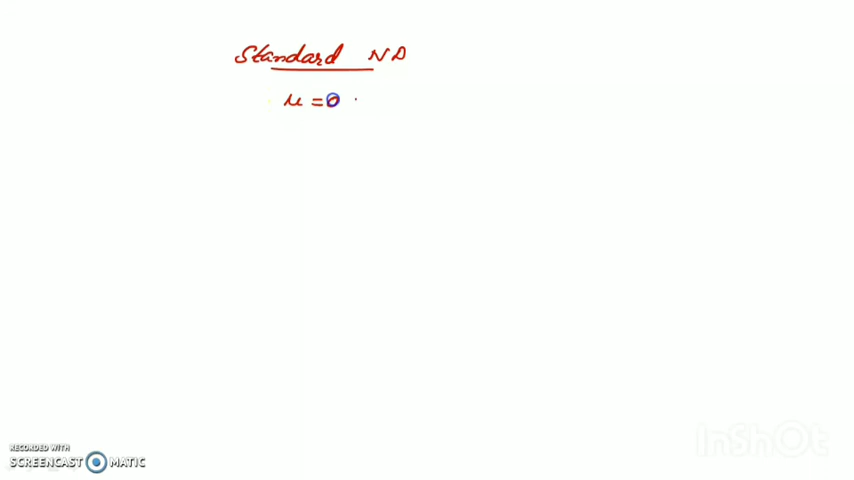 Standard ND
μ = 0
RECORDED WITH
SCREENCAST MATIC
InShot